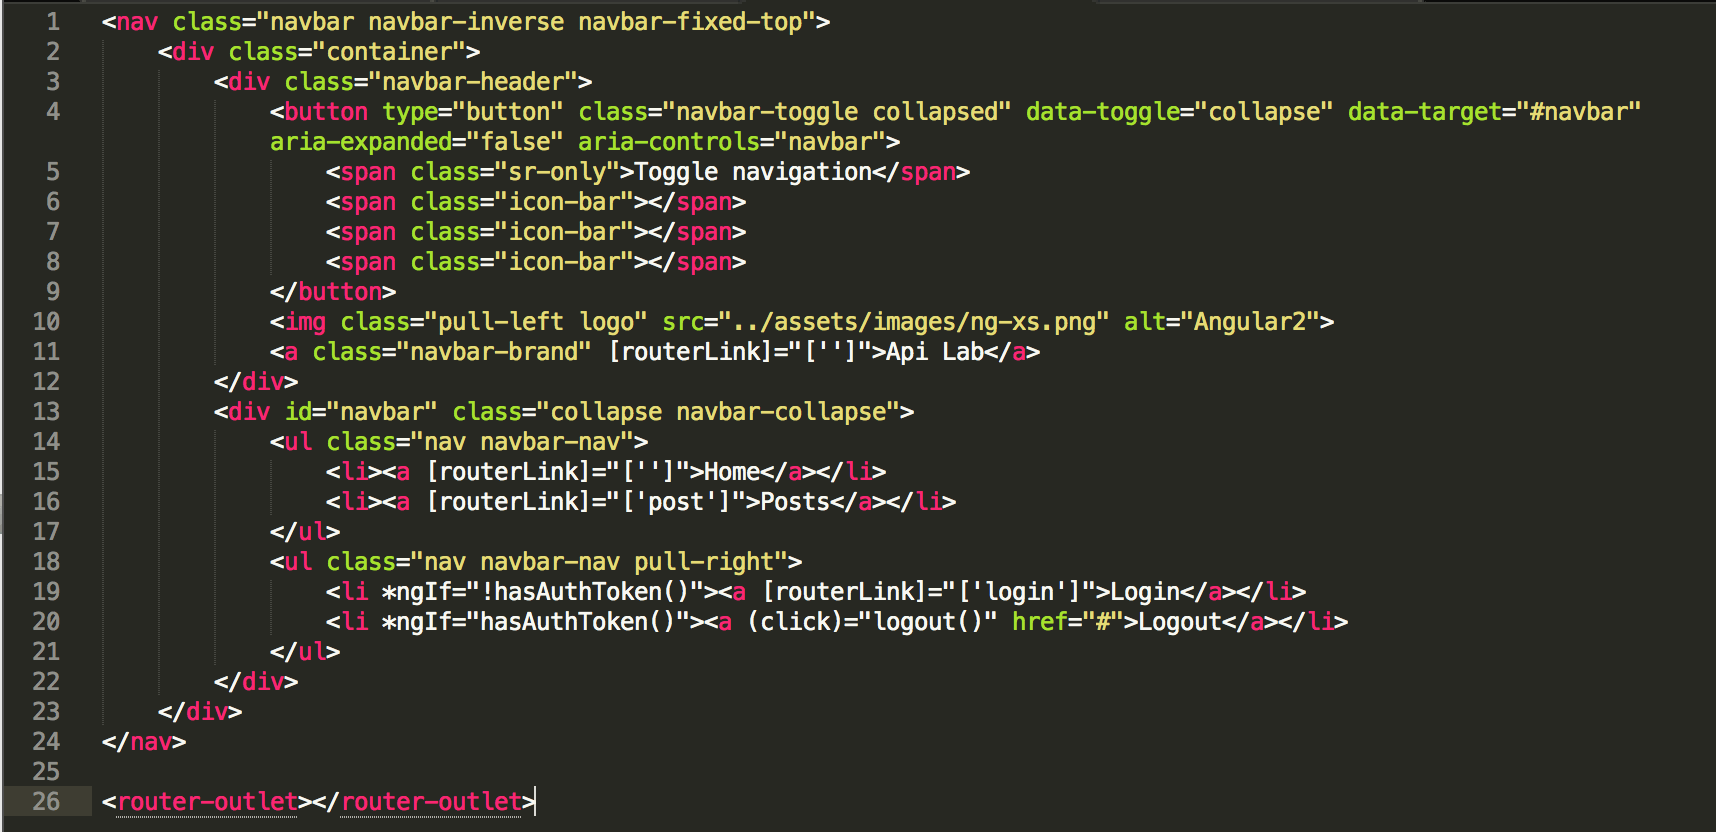 1 <nav class="navbar navbar-inverse navbar-fixed-top">
2 <div class="container">
3 <div class="navbar-header">
4 <button type="button" class="navbar-toggle collapsed" data-toggle="collapse" data-target="#navbar"
aria-expanded="false" aria-controls="navbar">
5 <span class="sr-only">Toggle navigation</span>
6 <span class="icon-bar"></span>
7 <span class="icon-bar"></span>
8 <span class="icon-bar"></span>
9 </button>
10 <img class="pull-left logo" src="../assets/images/ng-xs.png" alt="Angular2">
11 <a class="navbar-brand" [routerLink]="['']">Api Lab</a>
12 </div>
13 <div id="navbar" class="collapse navbar-collapse">
14 <ul class="nav navbar-nav">
15 <li><a [routerLink]="['']">Home</a></li>
16 <li><a [routerLink]="['post']">Posts</a></li>
17 </ul>
18 <ul class="nav navbar-nav pull-right">
19 <li *ngIf="!hasAuthToken()"><a [routerLink]="['login']">Login</a></li>
20 <li *ngIf="hasAuthToken()"><a (click)="logout()" href="#">Logout</a></li>
21 </ul>
22 </div>
23 </div>
24 </nav>
25
26 <router-outlet></router-outlet>